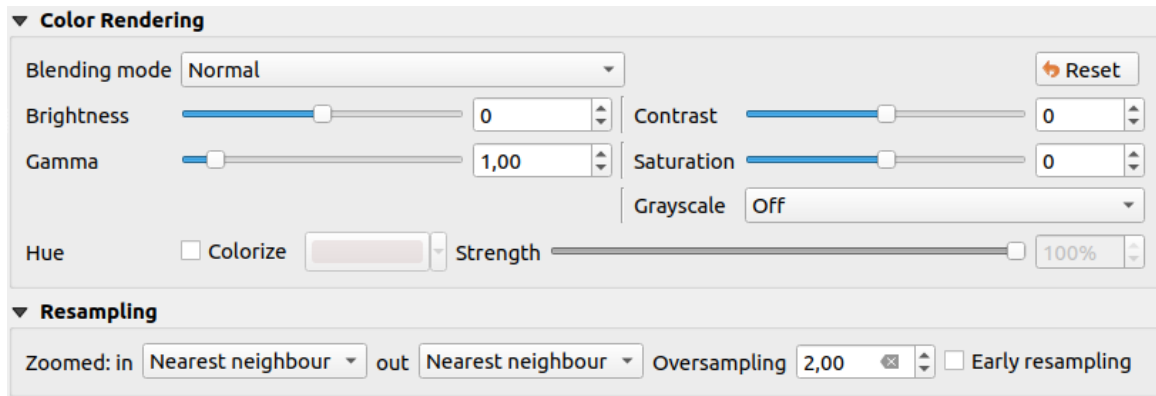 Color Rendering
Blending mode Normal Reset
Brightness 0 Contrast 0
Gamma 1,00 Saturation 0
Grayscale Off
Hue Colorize Strength 100%
Resampling
Zoomed: in Nearest neighbour out Nearest neighbour Oversampling 2,00 Early resampling